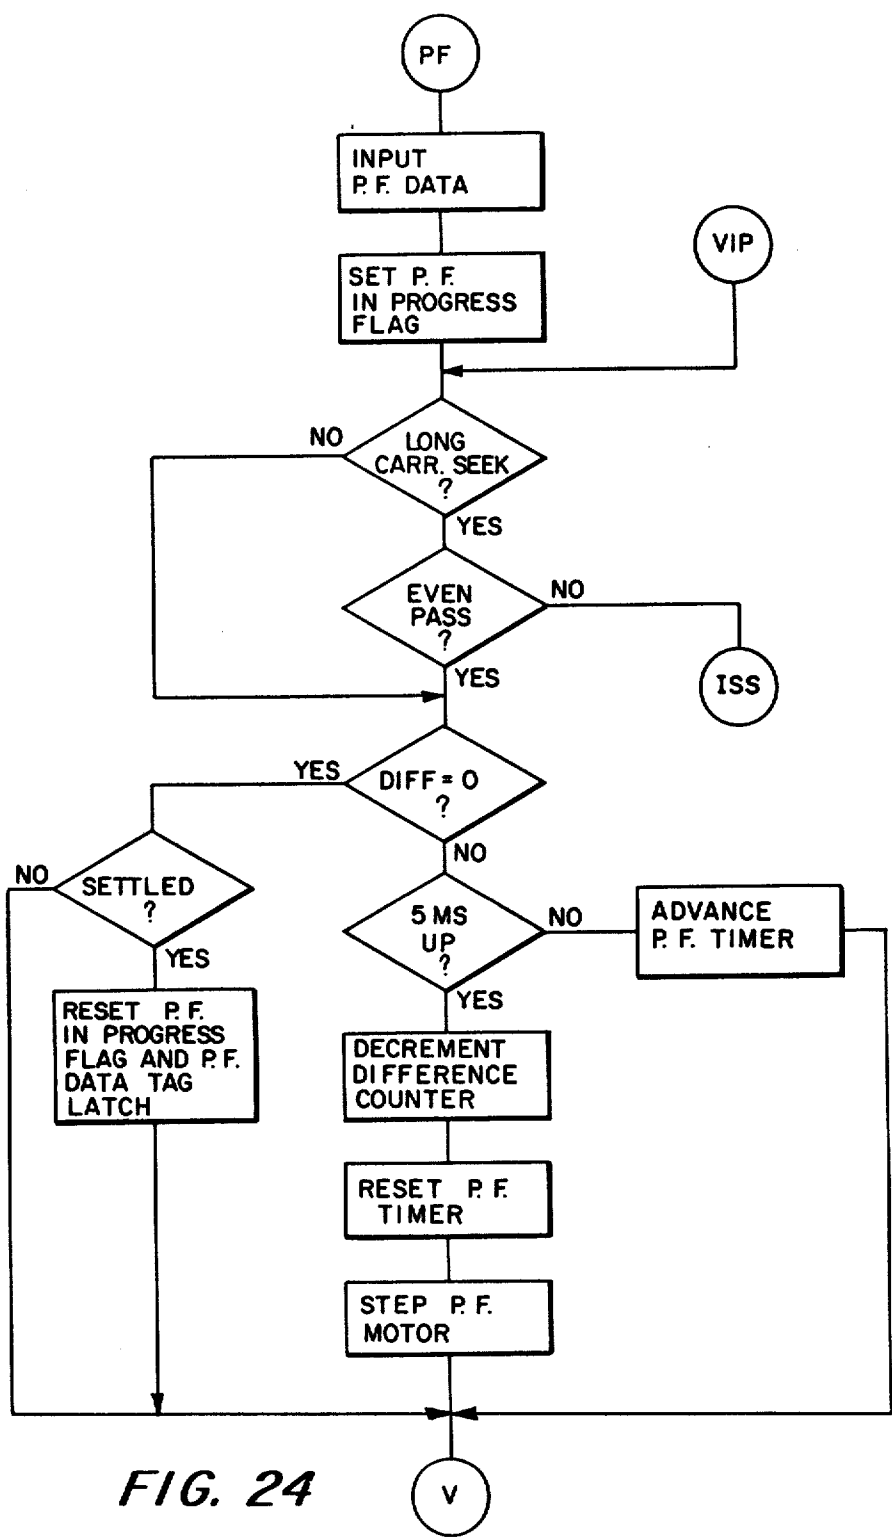 PF
INPUT
P.F. DATA
VIP
SET P.F.
IN PROGRESS
FLAG
NO
LONG
CARR. SEEK
?
YES
EVEN
PASS
?
NO
YES
ISS
YES
DIFF = 0
?
NO
NO
SETTLED
?
YES
5 MS
UP
?
NO
ADVANCE
P.F. TIMER
YES
RESET P.F.
IN PROGRESS
FLAG AND P.F.
DATA TAG
LATCH
DECREMENT
DIFFERENCE
COUNTER
RESET P.F.
TIMER
STEP P.F.
MOTOR
FIG. 24
V